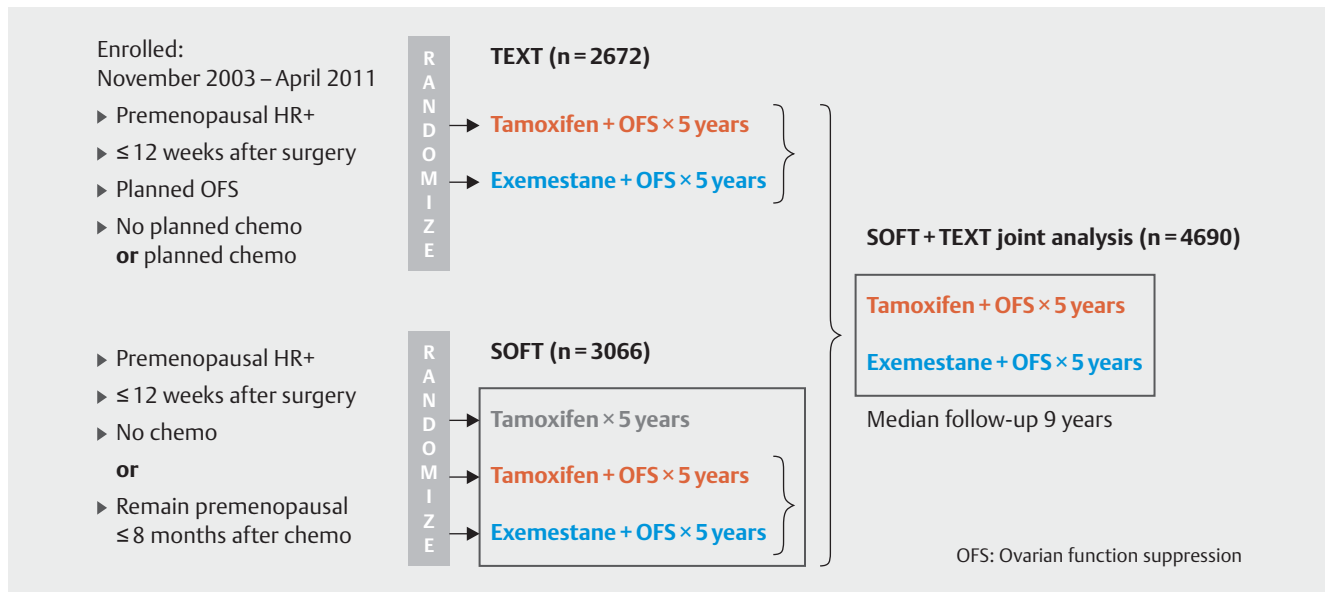 Enrolled:
November 2003 – April 2011
▸ Premenopausal HR+
▸ ≤ 12 weeks after surgery
▸ Planned OFS
▸ No planned chemo
or planned chemo
RANDOMIZE
TEXT (n = 2672)
Tamoxifen + OFS × 5 years
Exemestane + OFS × 5 years
▸ Premenopausal HR+
▸ ≤ 12 weeks after surgery
▸ No chemo
or
▸ Remain premenopausal
≤ 8 months after chemo
RANDOMIZE
SOFT (n = 3066)
Tamoxifen × 5 years
Tamoxifen + OFS × 5 years
Exemestane + OFS × 5 years
SOFT + TEXT joint analysis (n = 4690)
Tamoxifen + OFS × 5 years
Exemestane + OFS × 5 years
Median follow-up 9 years
OFS: Ovarian function suppression